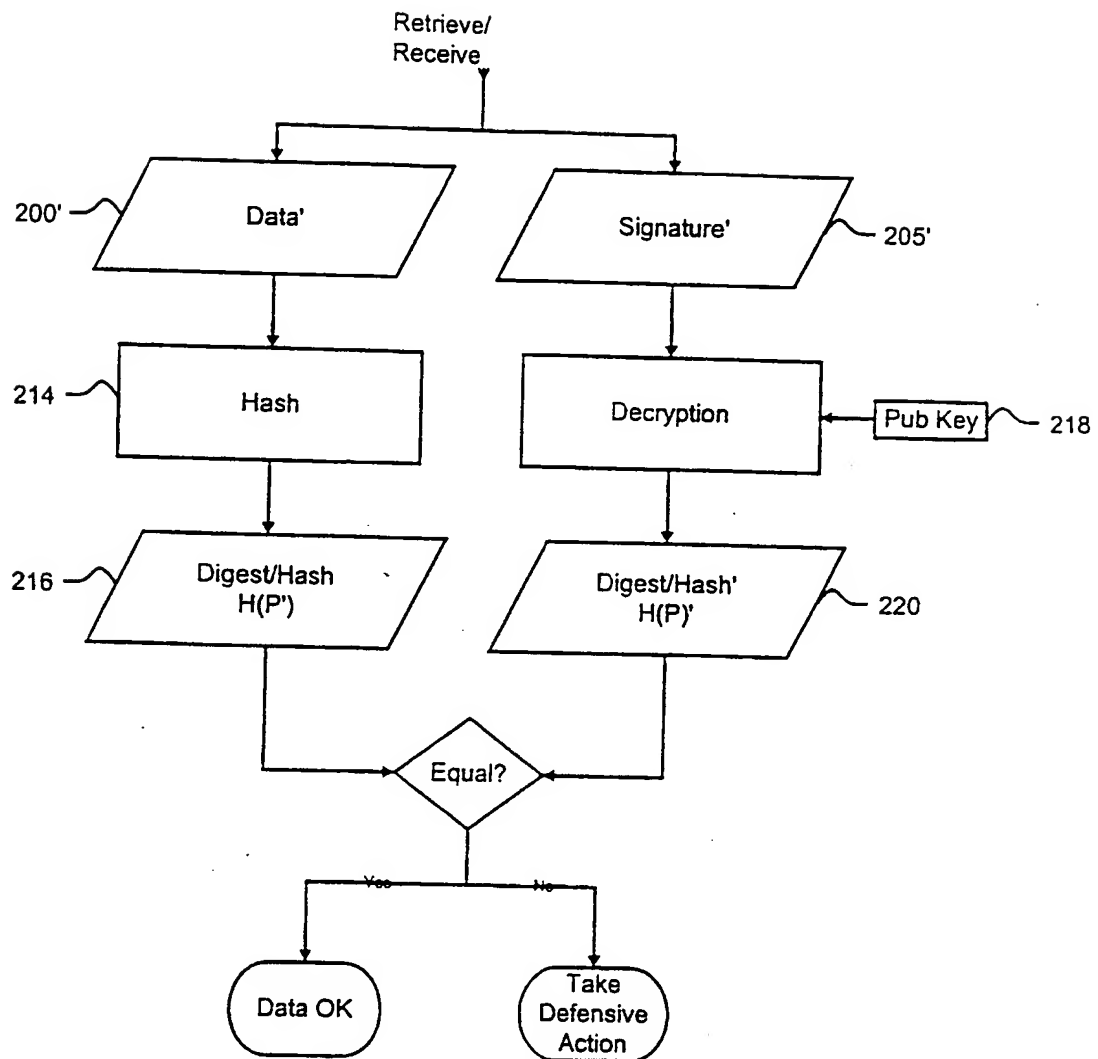 Retrieve/
Receive
200'
Data'
Signature'
205'
214
Hash
Decryption
Pub Key
218
216
Digest/Hash
H(P')
Digest/Hash'
H(P)'
220
Equal?
Yes
No
Data OK
Take
Defensive
Action